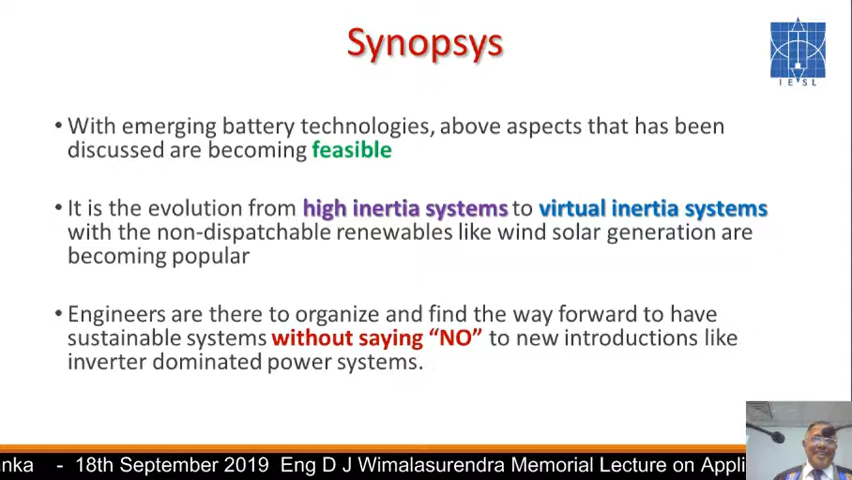 Synopsys
IESL
• With emerging battery technologies, above aspects that has been
discussed are becoming feasible
• It is the evolution from high inertia systems to virtual inertia systems
with the non-dispatchable renewables like wind solar generation are
becoming popular
• Engineers are there to organize and find the way forward to have
sustainable systems without saying “NO” to new introductions like
inverter dominated power systems.
nka - 18th September 2019 Eng D J Wimalasurendra Memorial Lecture on Appli